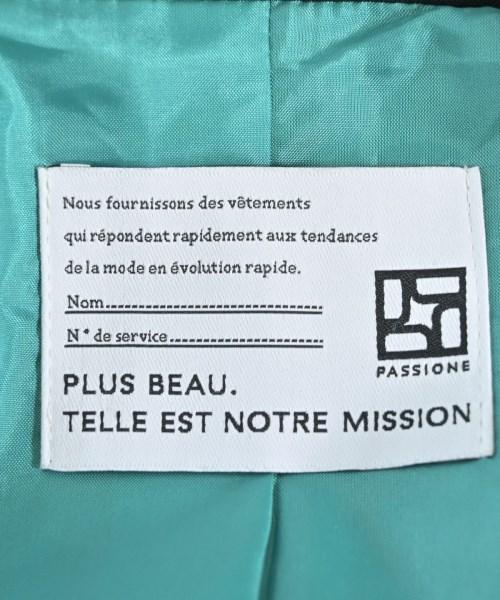 Nous fournissons des vêtements
qui répondent rapidement aux tendances
de la mode en évolution rapide.
Nom................................
N° de service.........................
PASSIONE
PLUS BEAU.
TELLE EST NOTRE MISSION